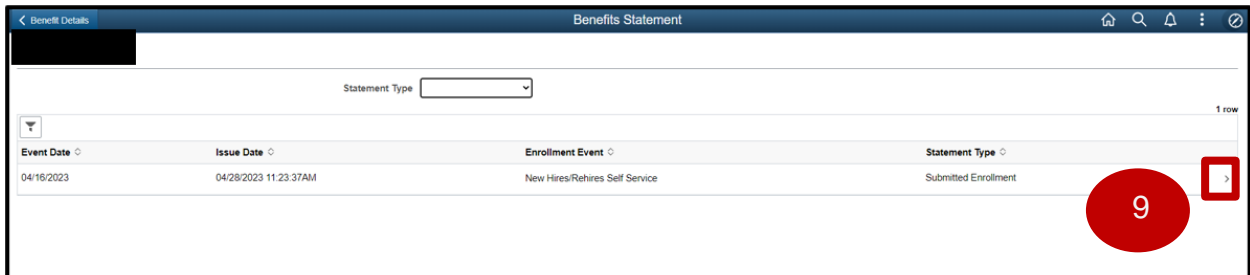 Benefit Details
Benefits Statement
Statement Type
1 row
Event Date Issue Date Enrollment Event Statement Type
04/16/2023 04/28/2023 11:23:37AM New Hires/Rehires Self Service Submitted Enrollment
9